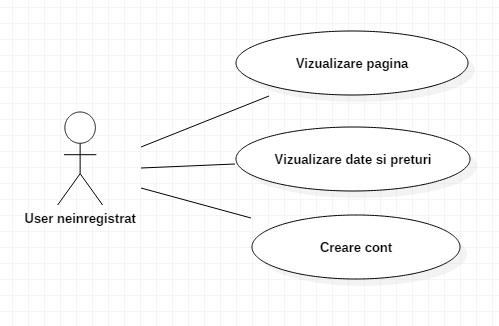 Vizualizare pagina
Vizualizare date si preturi
User neinregistrat
Creare cont